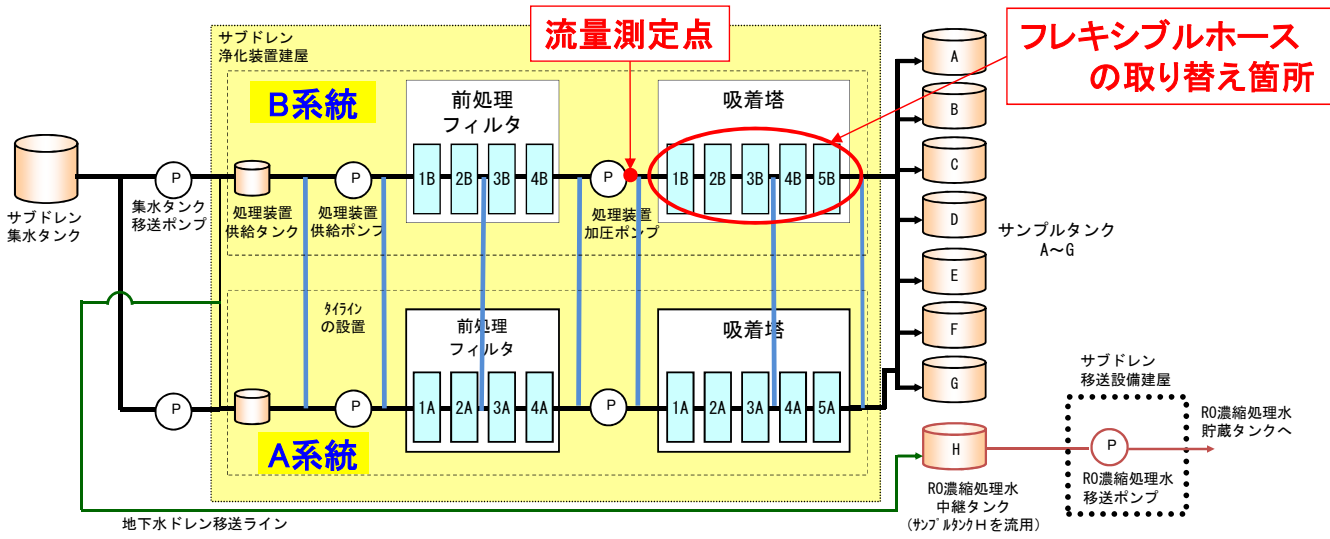 サブドレン
浄化装置建屋
流量測定点
フレキシブルホース
の取り替え箇所
B系統
前処理
フィルタ
吸着塔
1B
2B
3B
4B
1B
2B
3B
4B
5B
P
P
P
サブドレン
集水タンク
集水タンク
移送ポンプ
処理装置
供給タンク
処理装置
供給ポンプ
処理装置
加圧ポンプ
A
B
C
D
E
F
G
サンプルタンク
A～G
ﾀｲﾗｲﾝ
の設置
前処理
フィルタ
吸着塔
1A
2A
3A
4A
1A
2A
3A
4A
5A
P
P
P
A系統
サブドレン
移送設備建屋
H
P
RO濃縮処理水
貯蔵タンクへ
RO濃縮処理水
移送ポンプ
RO濃縮処理水
中継タンク
(ｻﾝﾌﾟﾙﾀﾝｸHを流用)
地下水ドレン移送ライン